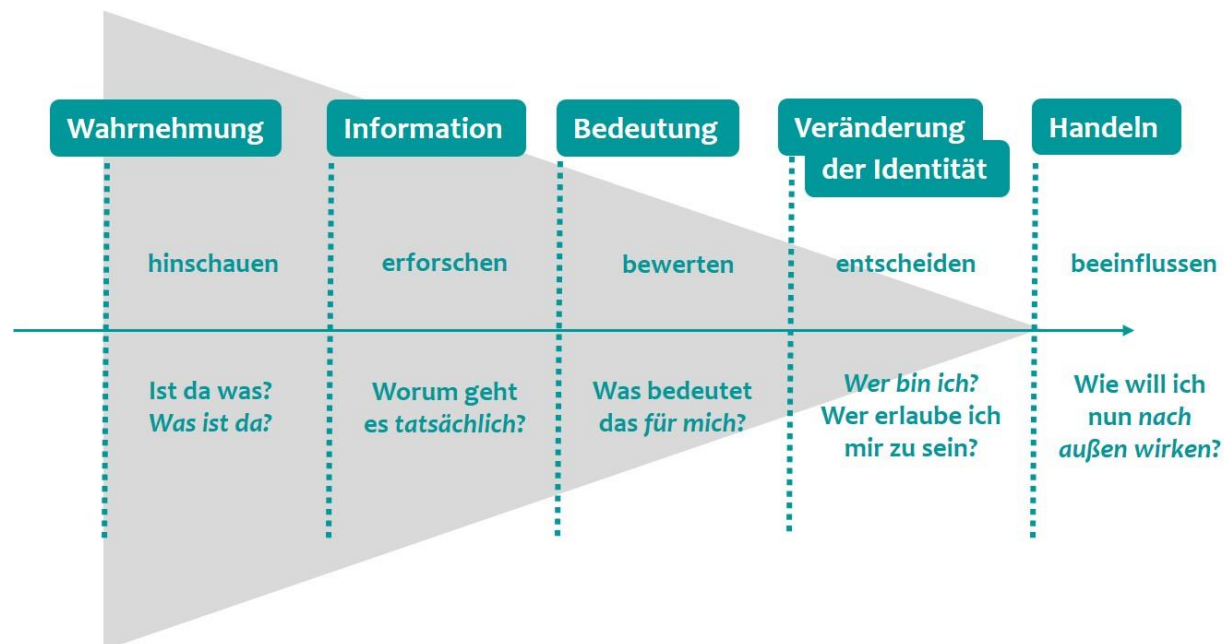 Wahrnehmung
Information
Bedeutung
Veränderung
der Identität
Handeln
hinschauen
erforschen
bewerten
entscheiden
beeinflussen
Ist da was?
Was ist da?
Worum geht
es tatsächlich?
Was bedeutet
das für mich?
Wer bin ich?
Wer erlaube ich
mir zu sein?
Wie will ich
nun nach
außen wirken?